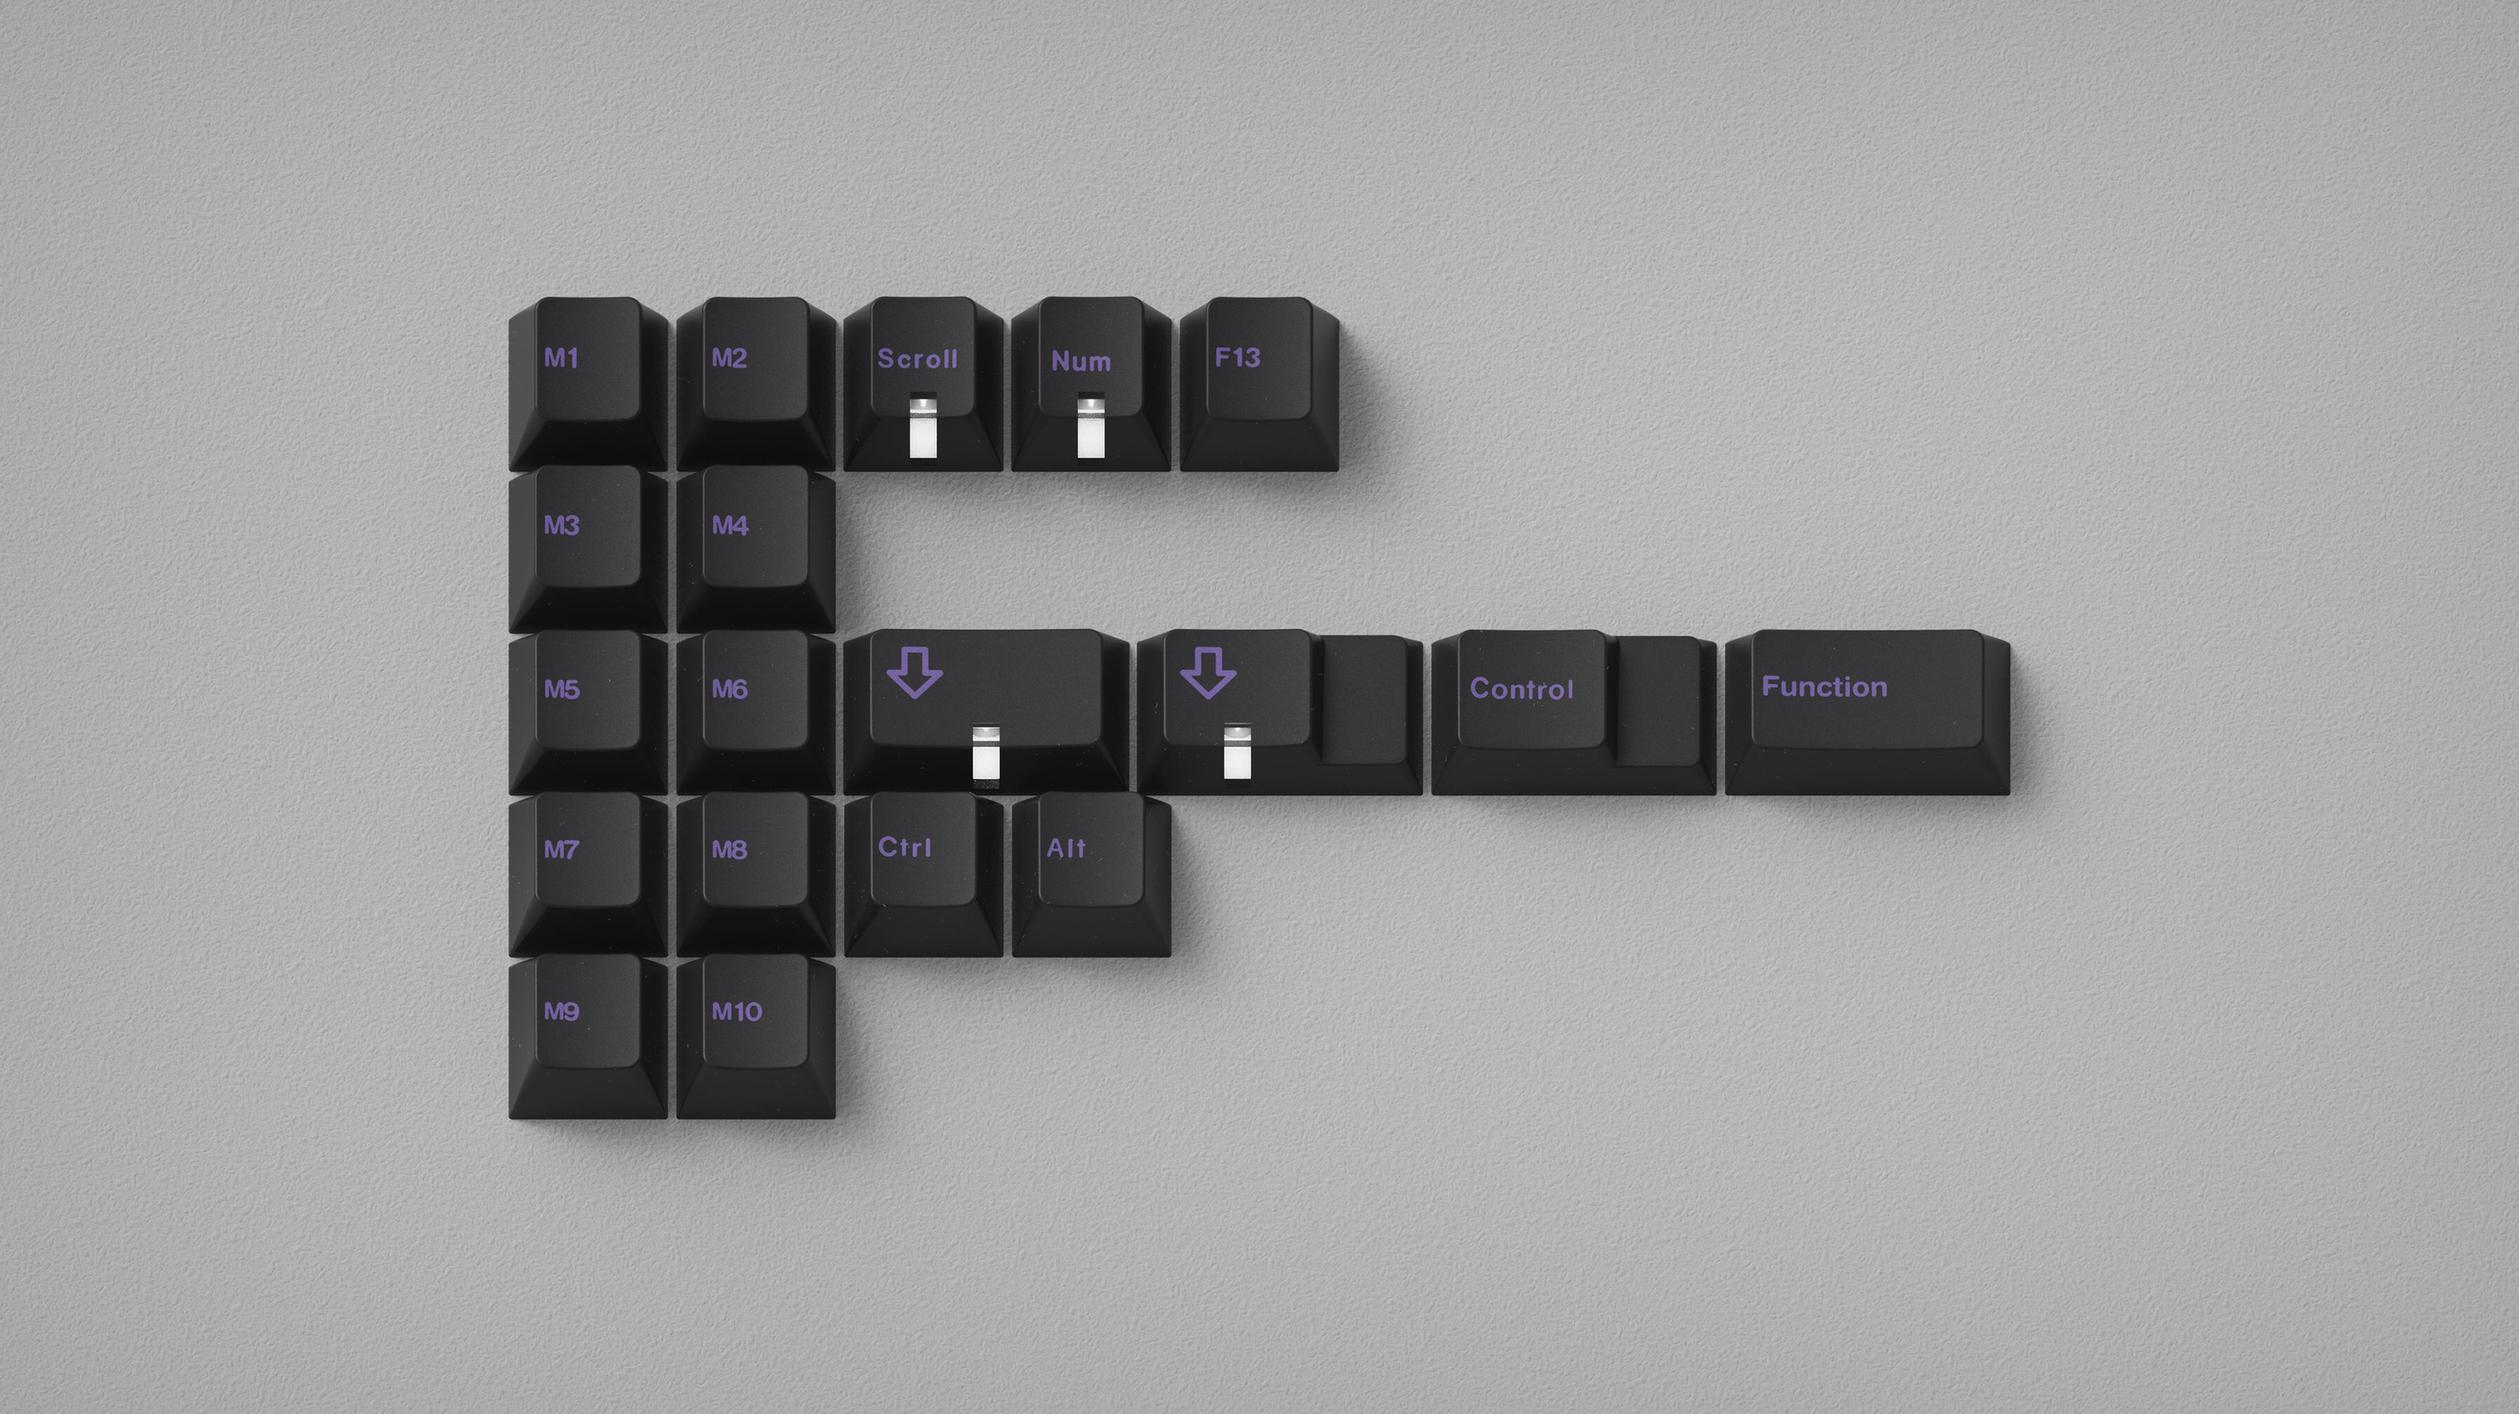 M1 M2 Scroll Num F13
M3 M4
M5 M6 Control Function
M7 M8 Ctrl Alt
M9 M10